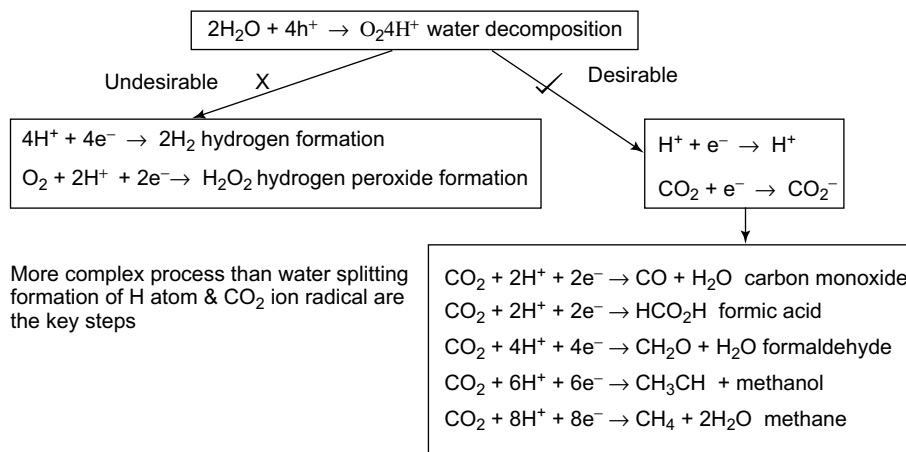 2H₂O + 4h⁺ → O₂4H⁺ water decomposition
Undesirable X
Desirable
4H⁺ + 4e⁻ → 2H₂ hydrogen formation
O₂ + 2H⁺ + 2e⁻→ H₂O₂ hydrogen peroxide formation
H⁺ + e⁻ → H⁺
CO₂ + e⁻ → CO₂⁻
More complex process than water splitting
formation of H atom & CO₂ ion radical are
the key steps
CO₂ + 2H⁺ + 2e⁻ → CO + H₂O carbon monoxide
CO₂ + 2H⁺ + 2e⁻ → HCO₂H formic acid
CO₂ + 4H⁺ + 4e⁻ → CH₂O + H₂O formaldehyde
CO₂ + 6H⁺ + 6e⁻ → CH₃CH + methanol
CO₂ + 8H⁺ + 8e⁻ → CH₄ + 2H₂O methane